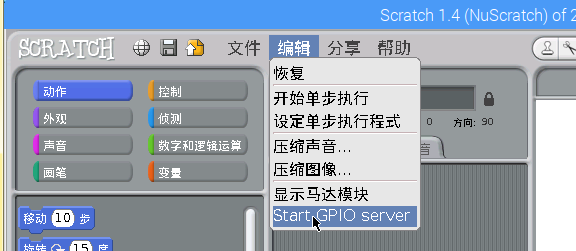 Scratch 1.4 (NuScratch) of 2
SCRATCH 文件 编辑 分享 帮助
恢复
开始单步执行
设定单步执行程式
压缩声音...
压缩图像...
显示马达模块
Start GPIO server
动作 控制
外观 侦测
声音 数字和逻辑运算
画笔 变量
移动 10 步
旋转 15 度
0 方向: 90
音